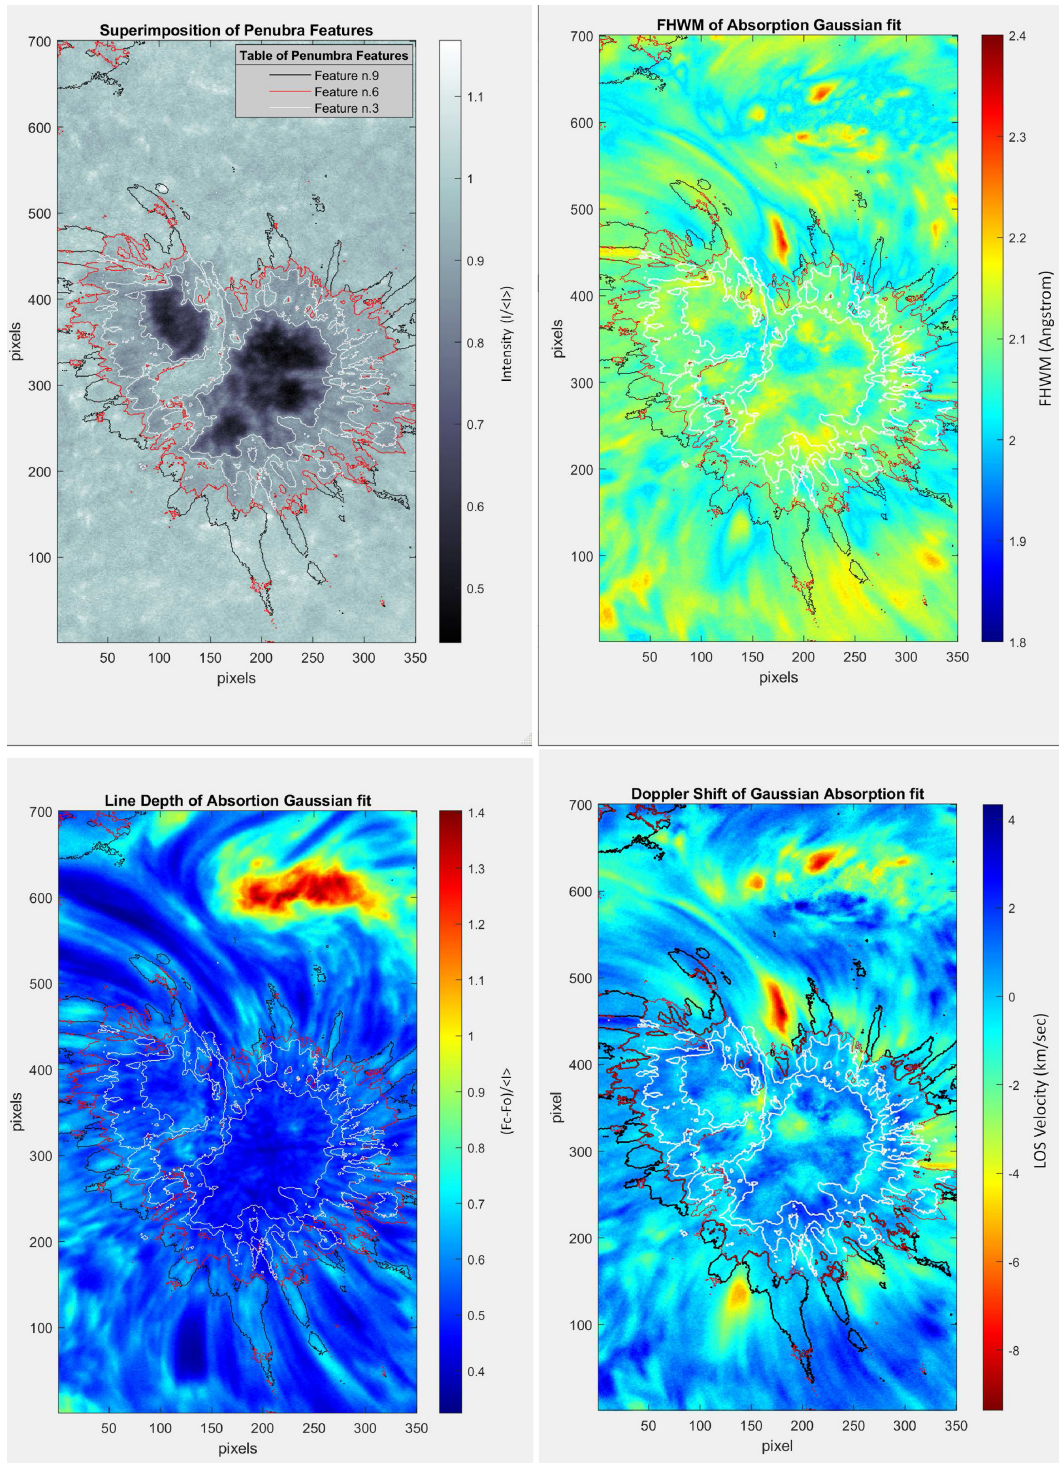 Superimposition of Penubra Features
Table of Penumbra Features
Feature n.9
Feature n.6
Feature n.3
700
600
500
400
300
200
100
pixels
50 100 150 200 250 300 350
pixels
1.1
1
0.9
0.8
0.7
0.6
0.5
Intensity (I/<I>)
FHWM of Absorption Gaussian fit
700
600
500
400
300
200
100
pixels
50 100 150 200 250 300 350
pixels
2.4
2.3
2.2
2.1
2
1.9
1.8
FHWM (Angstrom)
Line Depth of Absortion Gaussian fit
700
600
500
400
300
200
100
pixels
50 100 150 200 250 300 350
pixels
1.4
1.3
1.2
1.1
1
0.9
0.8
0.7
0.6
0.5
0.4
(Fc-Fo)/<I>
Doppler Shift of Gaussian Absorption fit
700
600
500
400
300
200
100
pixel
50 100 150 200 250 300 350
pixel
4
2
0
-2
-4
-6
-8
LOS Velocity (km/sec)